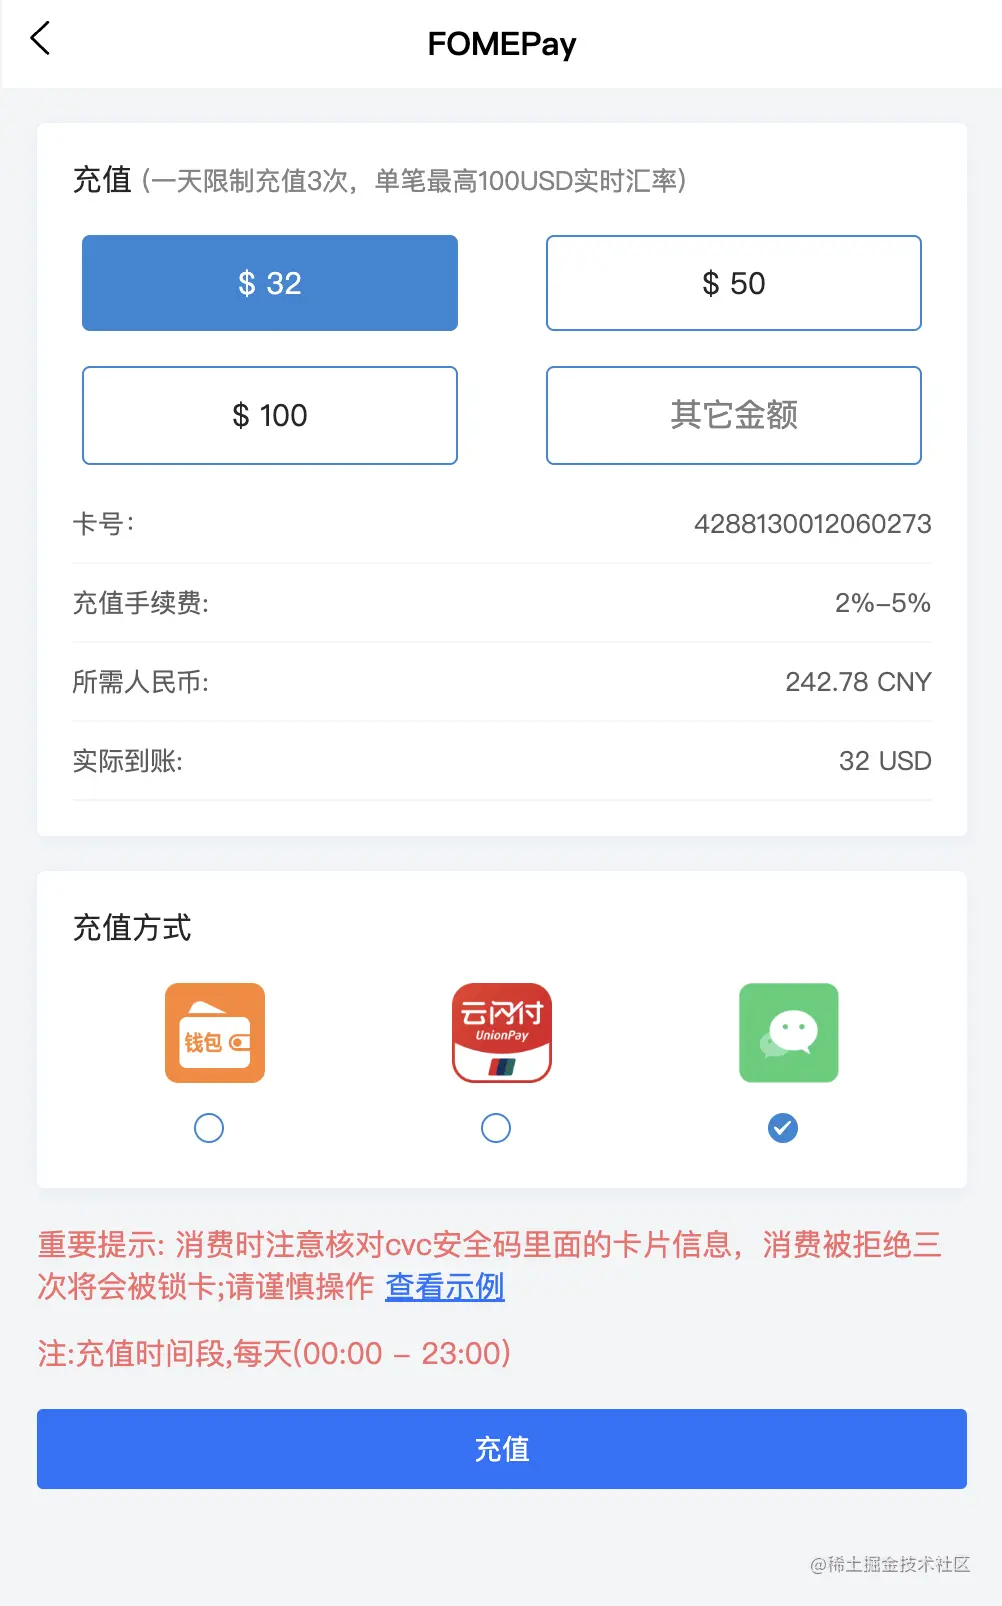 FOMEPay
充值 (一天限制充值3次，单笔最高100USD实时汇率)
$ 32
$ 50
$ 100
其它金额
卡号：
4288130012060273
充值手续费:
2%-5%
所需人民币:
242.78 CNY
实际到账:
32 USD
充值方式
钱包
云闪付
UnionPay
重要提示: 消费时注意核对cvc安全码里面的卡片信息，消费被拒绝三
次将会被锁卡;请谨慎操作 查看示例
注:充值时间段,每天(00:00 - 23:00)
充值
@稀土掘金技术社区